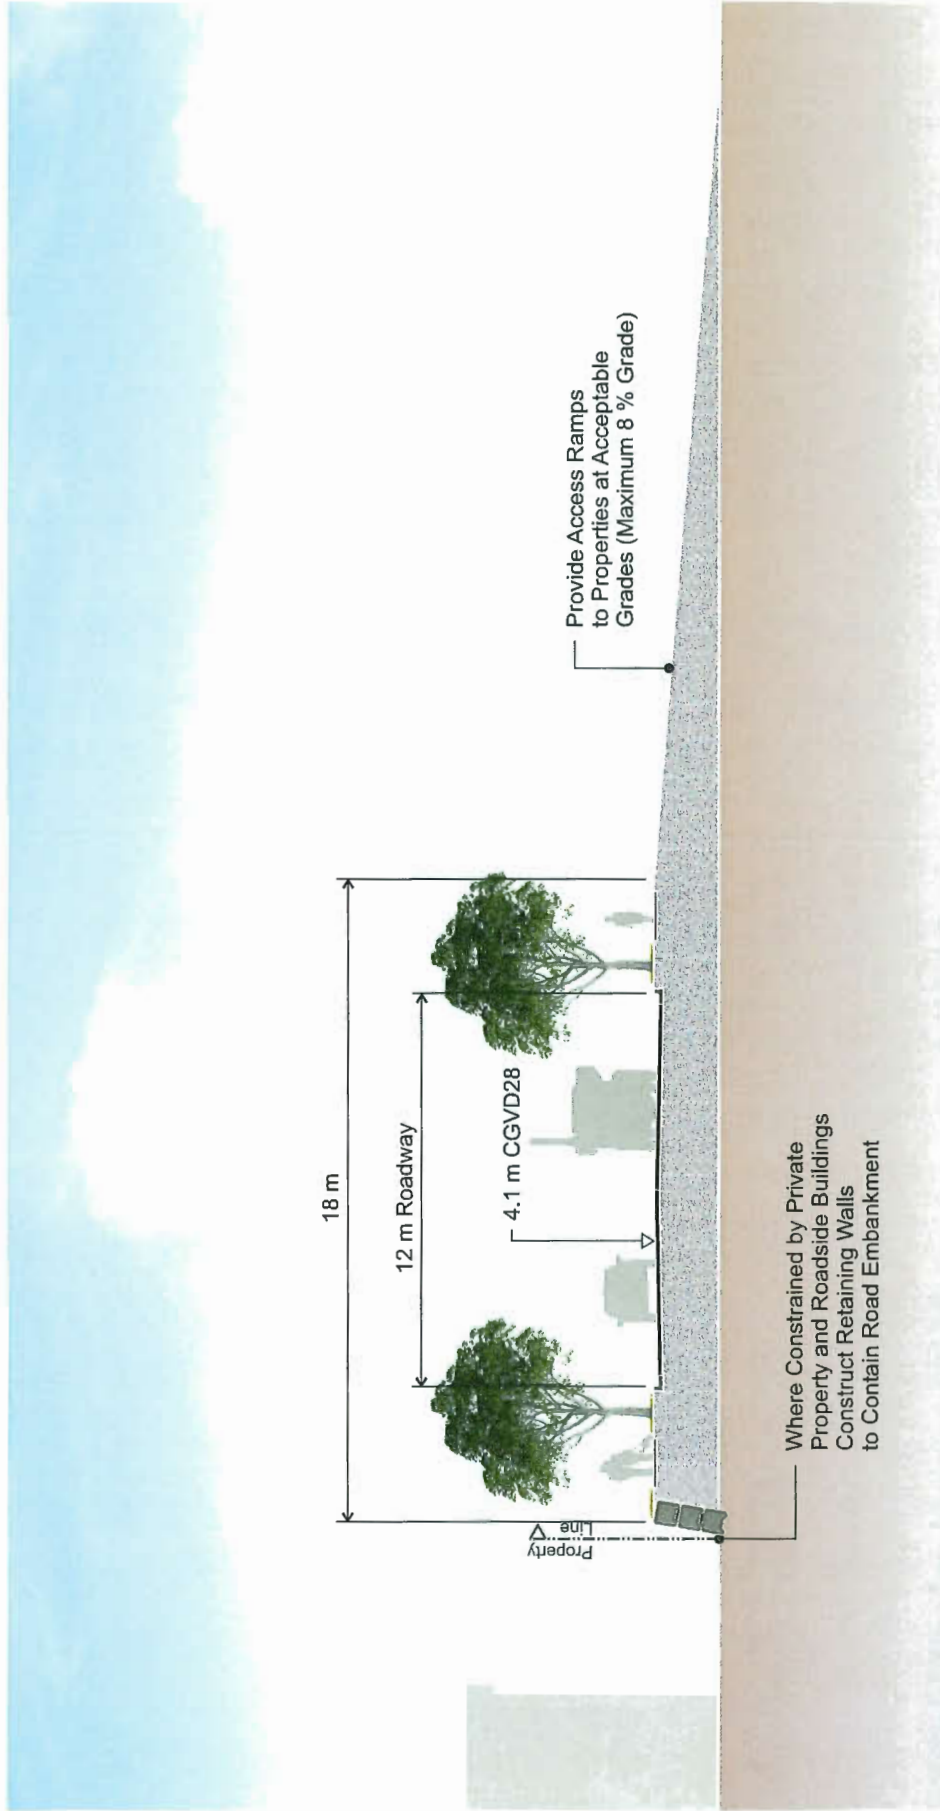 18 m
12 m Roadway
4.1 m CGVD28
Property
Line
Provide Access Ramps
to Properties at Acceptable
Grades (Maximum 8 % Grade)
Where Constrained by Private
Property and Roadside Buildings
Construct Retaining Walls
to Contain Road Embankment